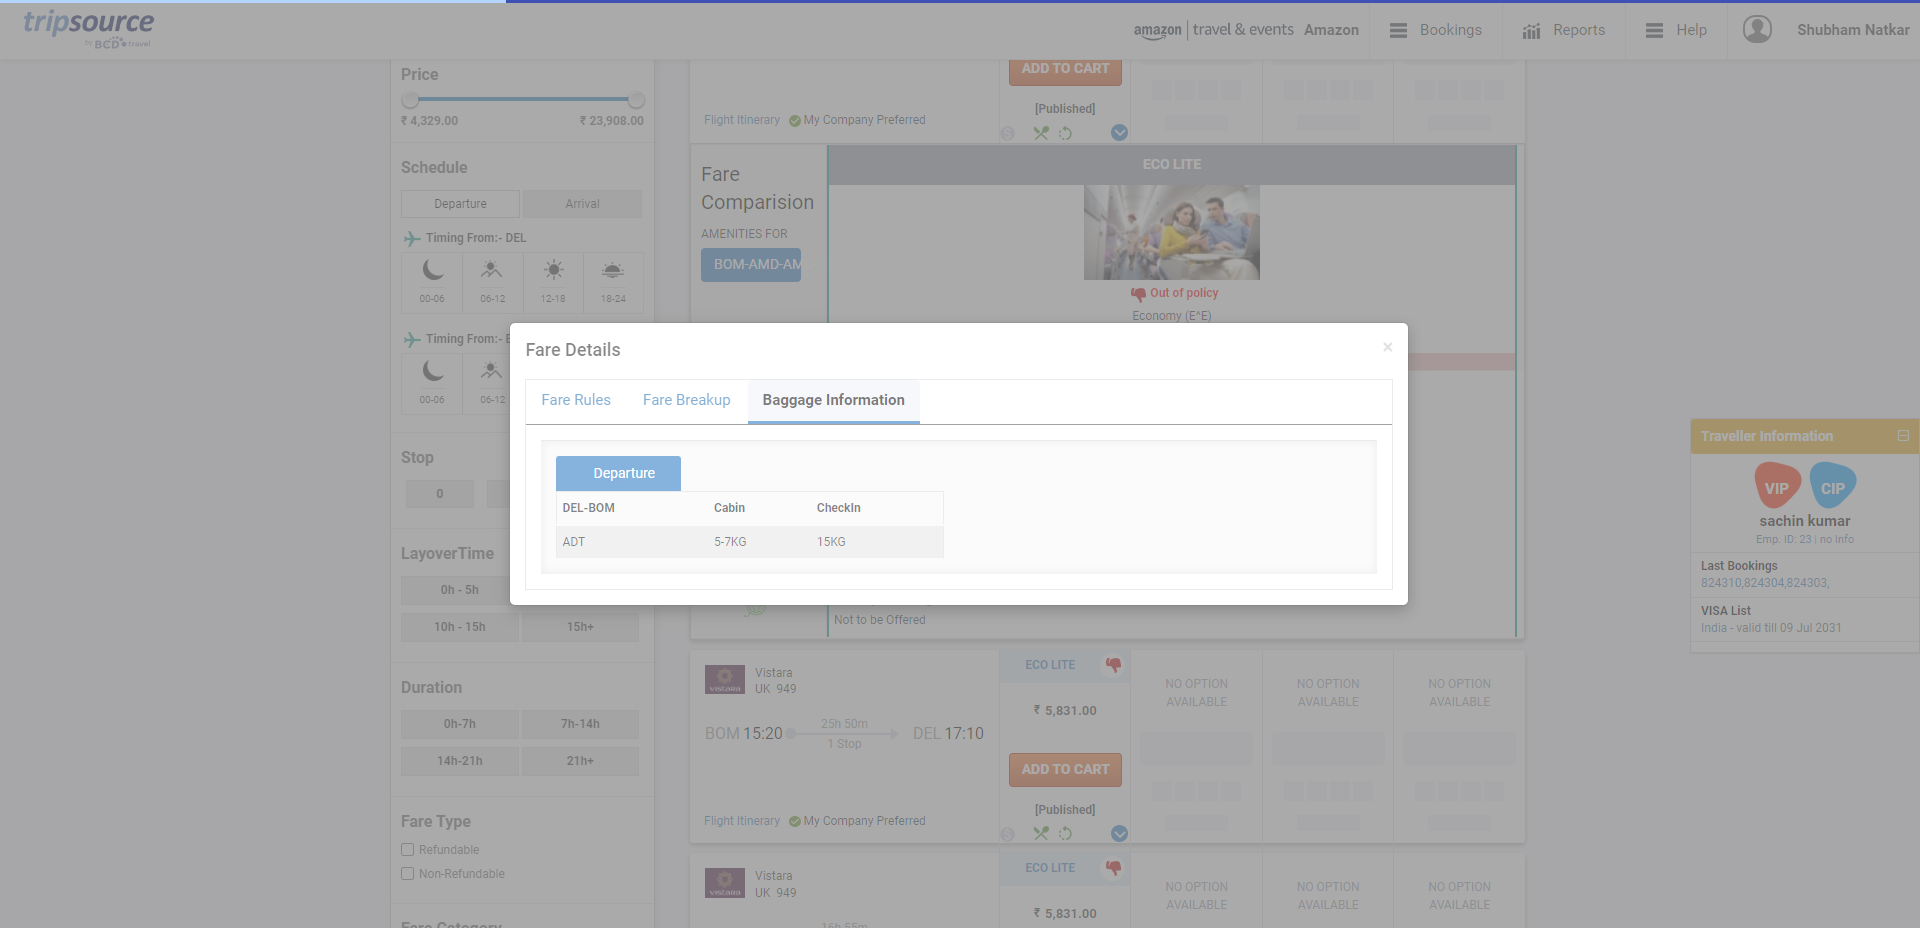 tripsource
by BCD travel
amazon travel & events Amazon
Bookings
Reports
Help
Shubham Natkar
Price
₹ 4,329.00 ₹ 23,908.00
Schedule
Departure Arrival
Timing From:- DEL
00-06 06-12 12-18 18-24
Timing From:-
00-06 06-12
Stop
0
LayoverTime
0h - 5h
10h - 15h 15h+
Duration
0h-7h 7h-14h
14h-21h 21h+
Fare Type
Refundable
Non-Refundable
Fare Category
ADD TO CART
[Published]
Flight Itinerary My Company Preferred
Fare
Comparision
AMENITIES FOR
BOM-AMD-AM
ECO LITE
Out of policy
Economy (E*E)
Fare Details ×
Fare Rules Fare Breakup Baggage Information
Departure
DEL-BOM Cabin CheckIn
ADT 5-7KG 15KG
Not to be Offered
Vistara
UK 949
VISTARA
BOM 15:20 25h 50m DEL 17:10
1 Stop
Flight Itinerary My Company Preferred
ECO LITE
₹ 5,831.00
ADD TO CART
[Published]
NO OPTION NO OPTION NO OPTION
AVAILABLE AVAILABLE AVAILABLE
Vistara
UK 949
VISTARA
16h 55m
ECO LITE
₹ 5,831.00
NO OPTION NO OPTION NO OPTION
AVAILABLE AVAILABLE AVAILABLE
Traveller Information
VIP CIP
sachin kumar
Emp. ID: 23 | no Info
Last Bookings
824310,824304,824303,
VISA List
India - valid till 09 Jul 2031